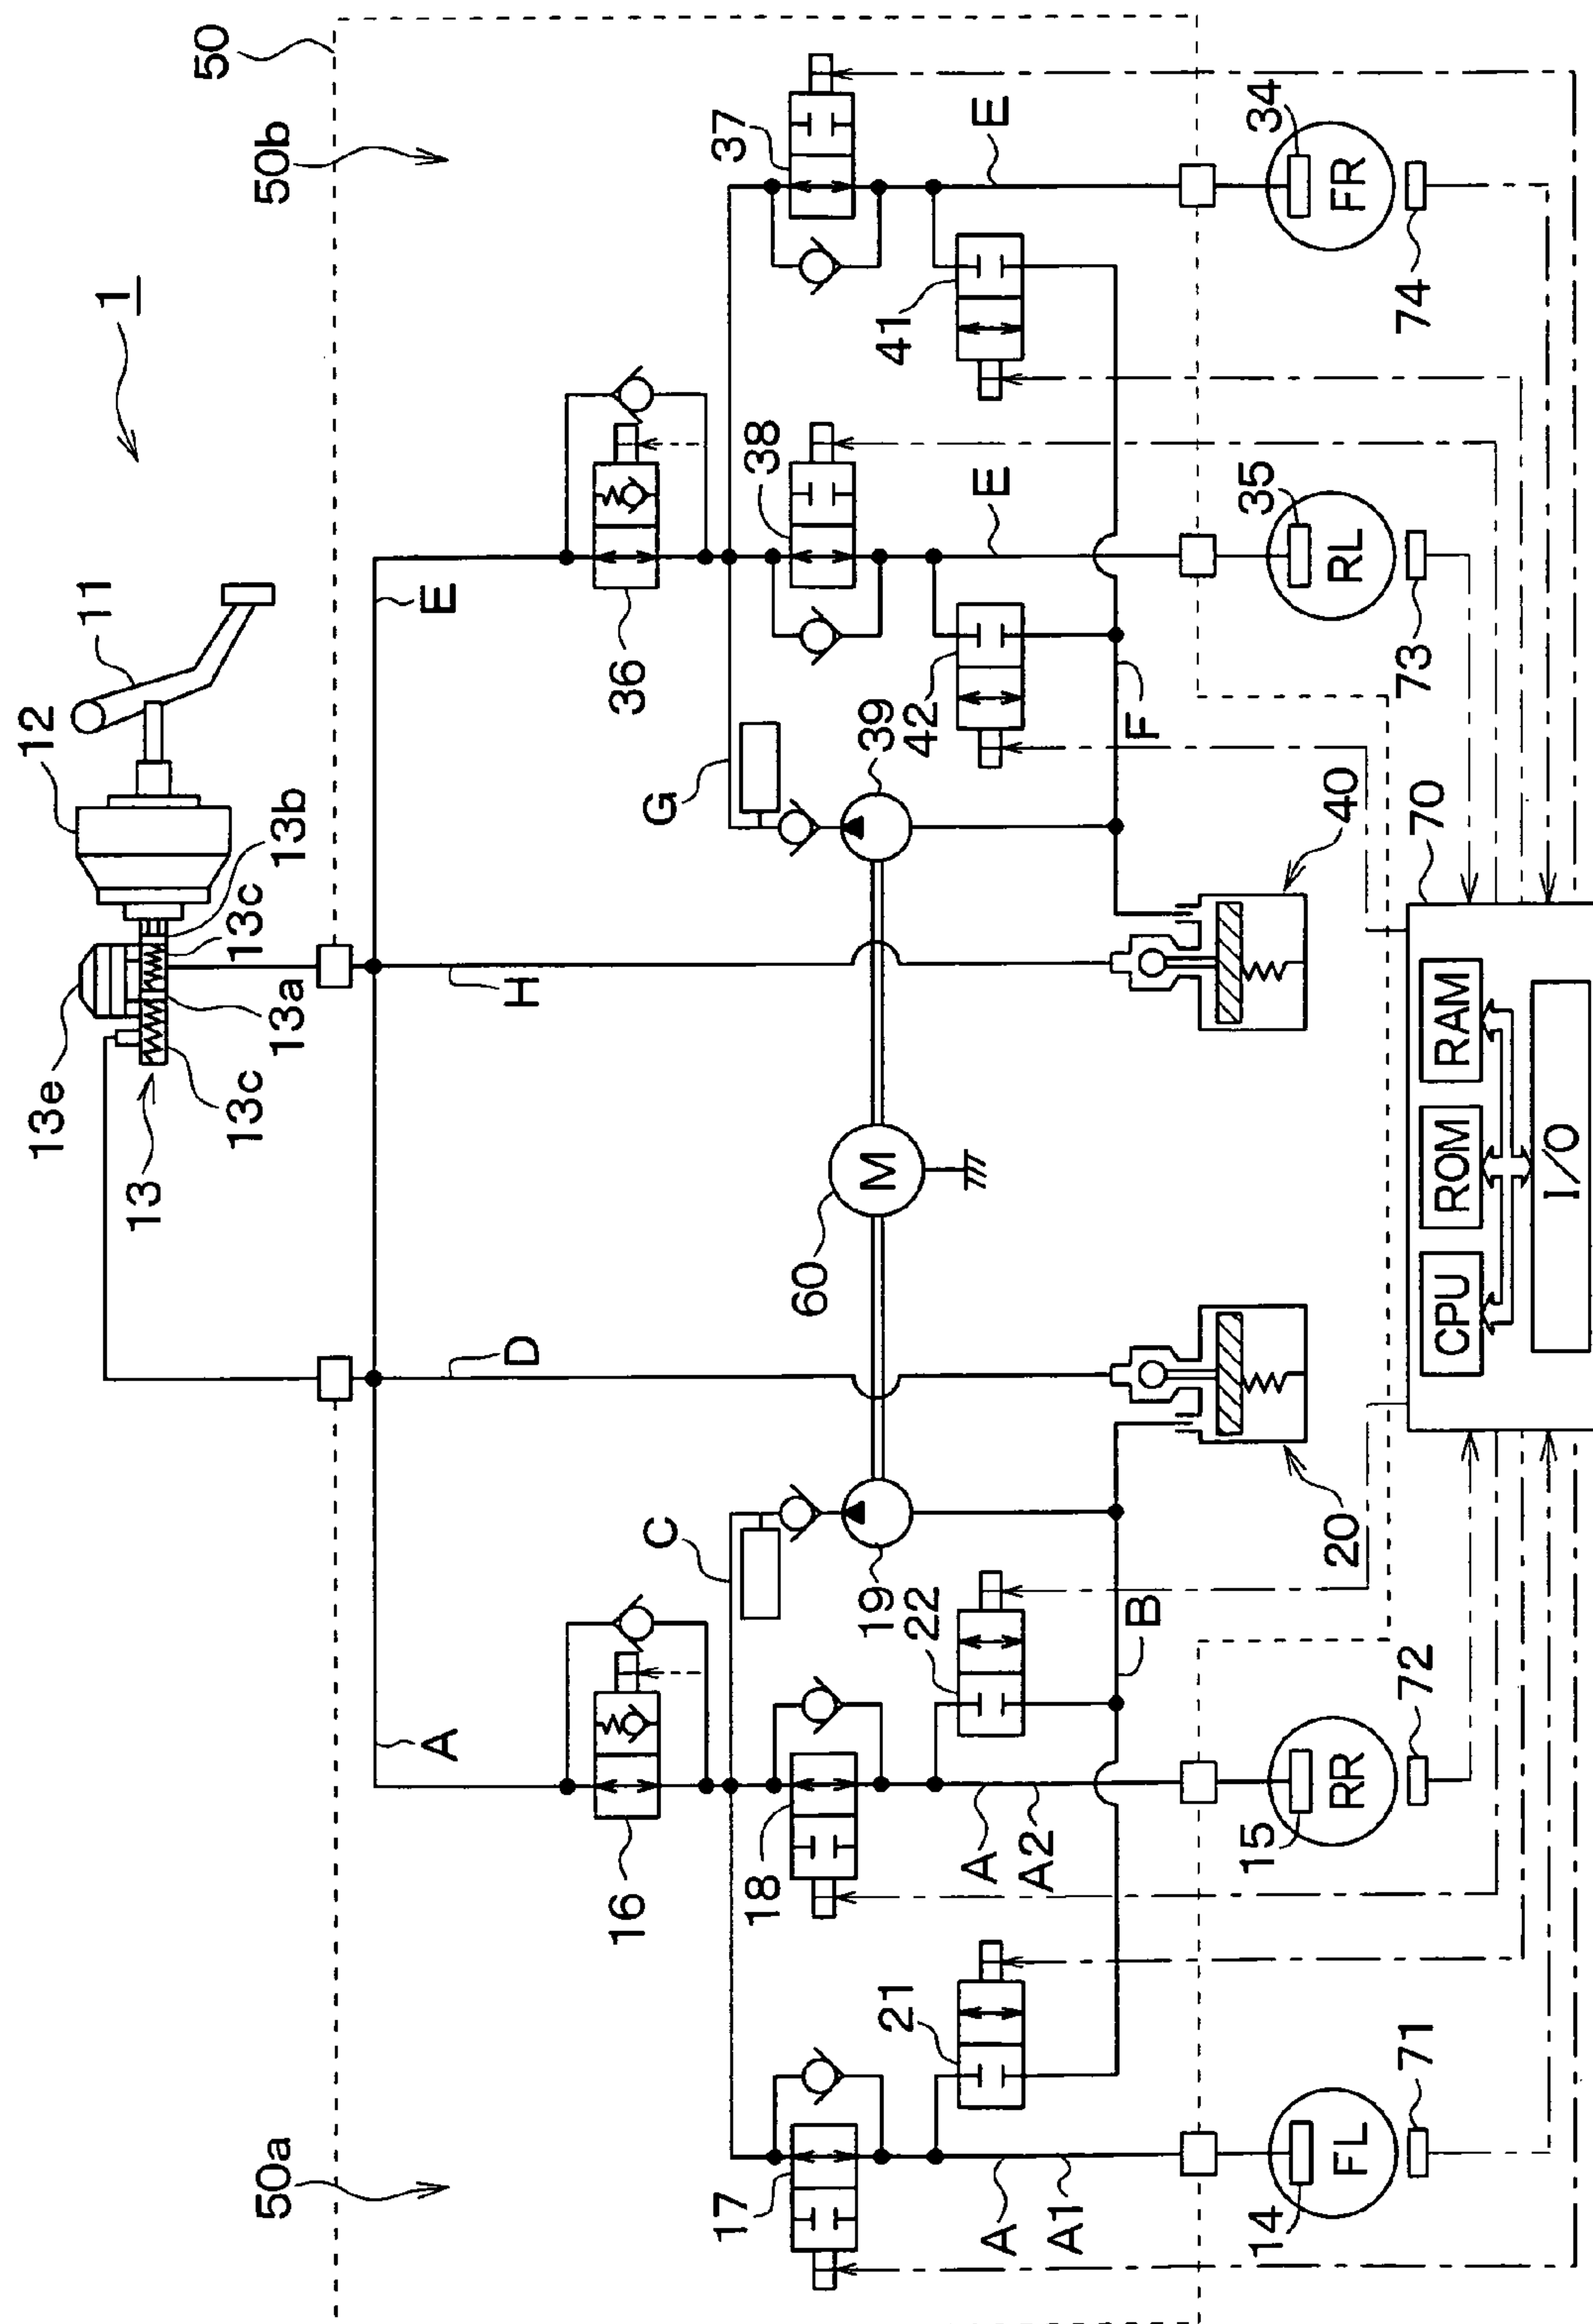 1
50
50a
50b
11
12
13
13a
13b
13c
13c
13e
A
E
D
H
16
36
C
G
17
18
38
37
60
M
19
39
21
22
42
41
A
A1
A
A2
B
F
E
E
20
40
14
FL
15
RR
35
RL
34
FR
71
72
73
74
70
CPU
ROM
RAM
I/O